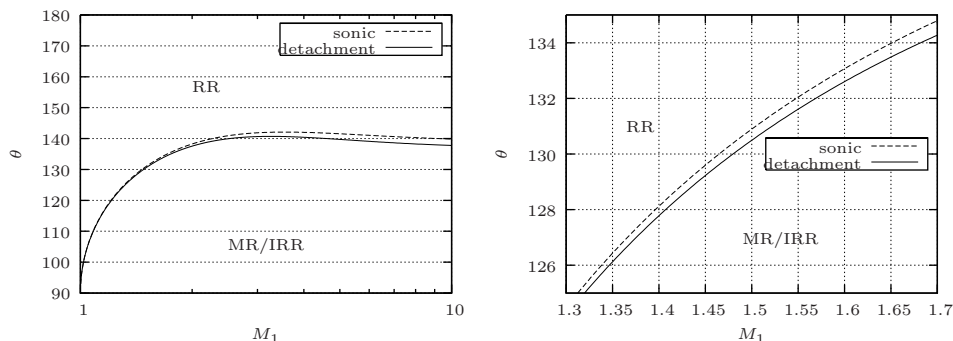 180
170
160
150
140
130
120
110
100
90
θ
sonic
detachment
RR
MR/IRR
1
10
M1
134
132
130
128
126
θ
RR
sonic
detachment
MR/IRR
1.3 1.35 1.4 1.45 1.5 1.55 1.6 1.65 1.7
M1